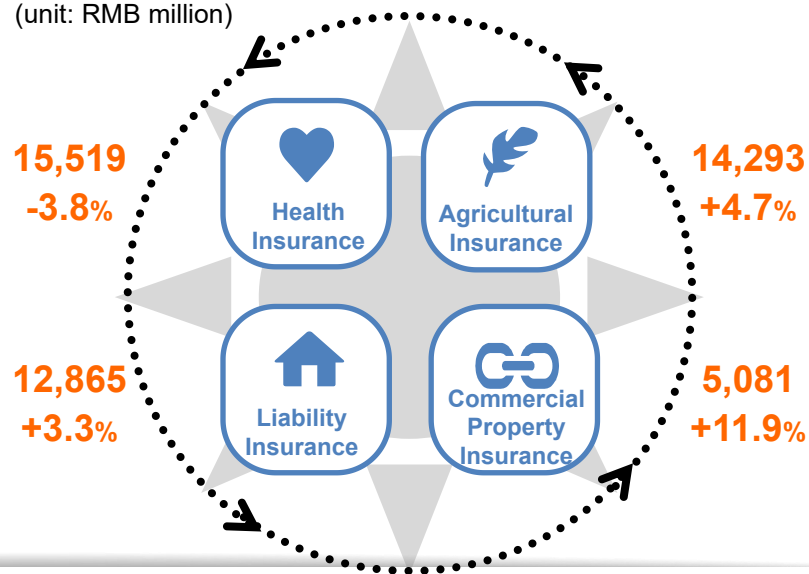 (unit: RMB million)
15,519
-3.8%
Health
Insurance
Agricultural
Insurance
14,293
+4.7%
12,865
+3.3%
Liability
Insurance
Commercial
Property
Insurance
5,081
+11.9%